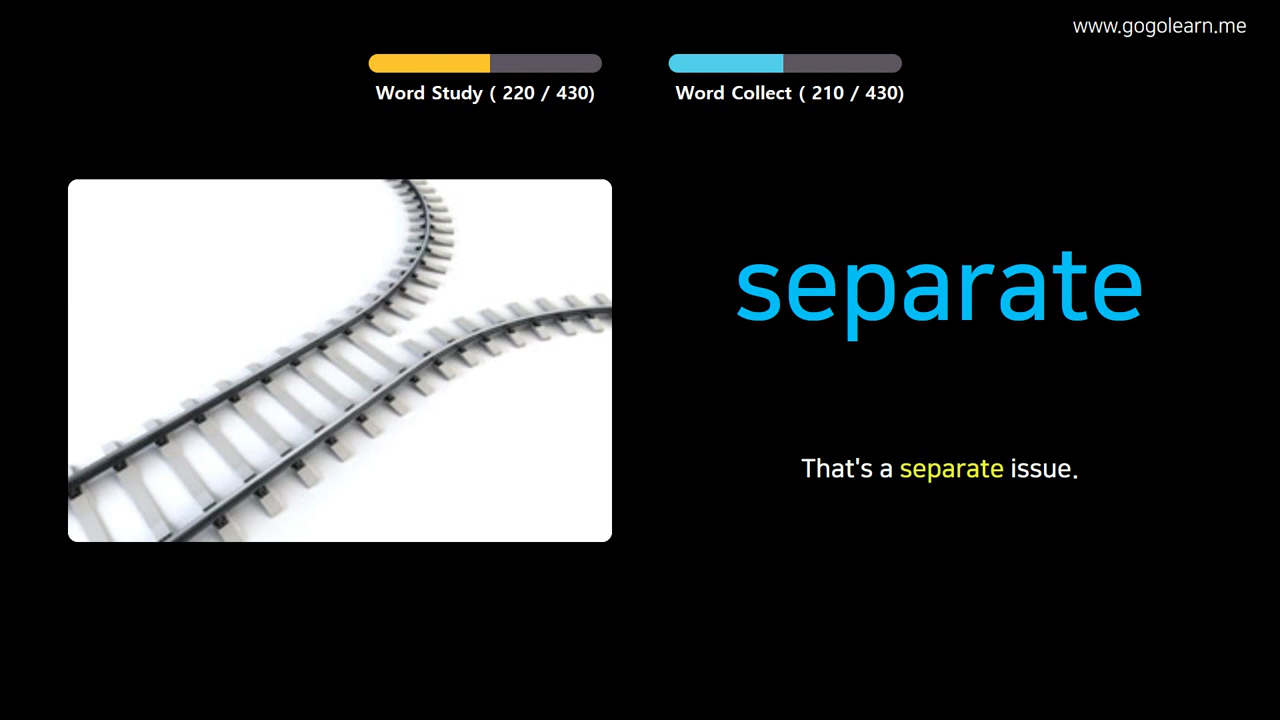 www.gogolearn.me
Word Study ( 220 / 430)
Word Collect ( 210 / 430)
separate
That's a separate issue.